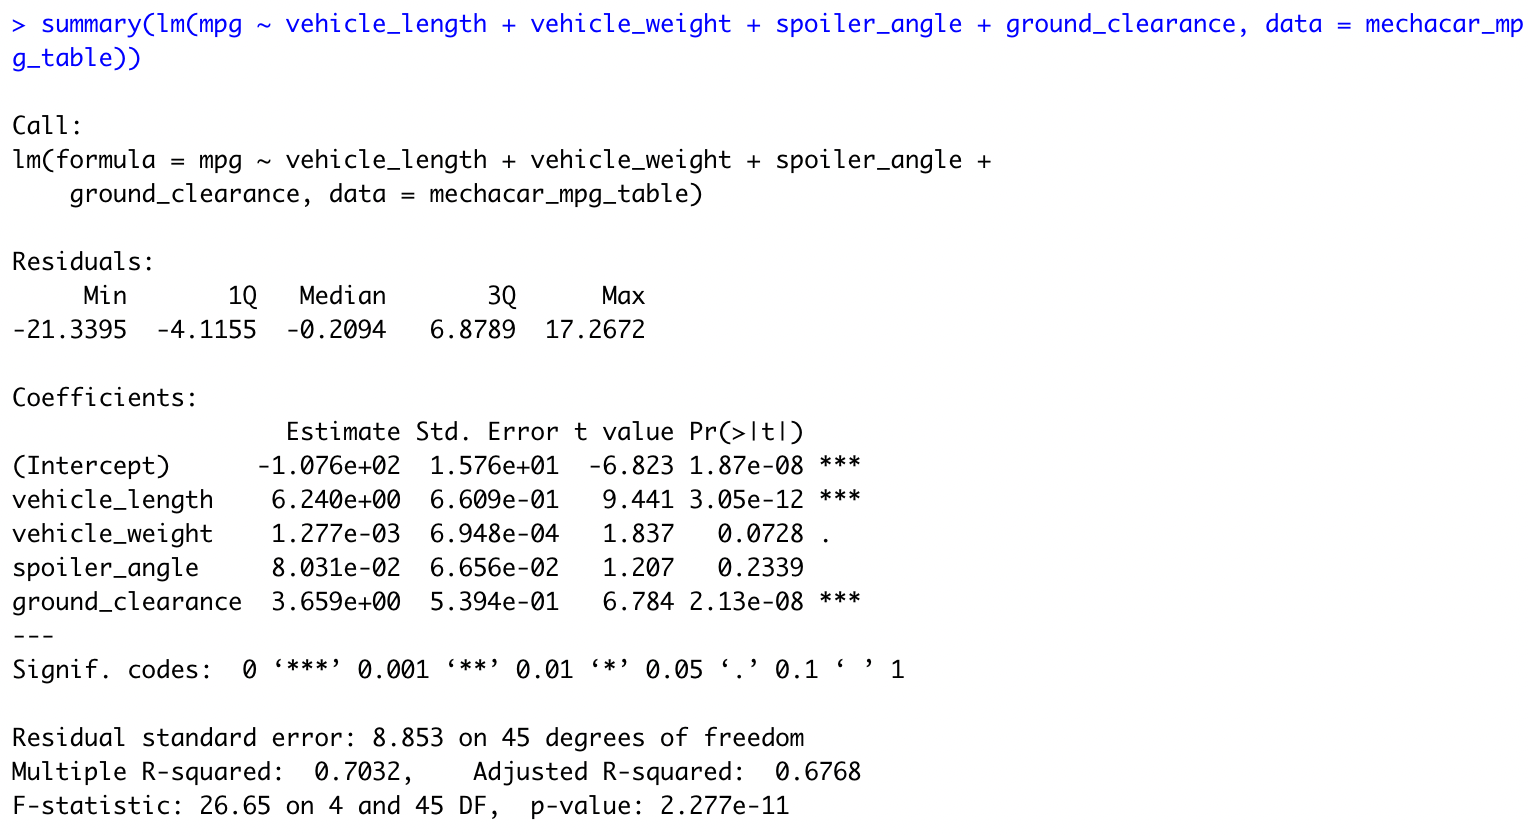 > summary(lm(mpg ~ vehicle_length + vehicle_weight + spoiler_angle + ground_clearance, data = mechacar_mp
g_table))
Call:
lm(formula = mpg ~ vehicle_length + vehicle_weight + spoiler_angle +
    ground_clearance, data = mechacar_mpg_table)
Residuals:
     Min       1Q   Median       3Q      Max
-21.3395  -4.1155  -0.2094   6.8789  17.2672
Coefficients:
                   Estimate Std. Error t value Pr(>|t|)
(Intercept)      -1.076e+02  1.576e+01  -6.823 1.87e-08 ***
vehicle_length    6.240e+00  6.609e-01   9.441 3.05e-12 ***
vehicle_weight    1.277e-03  6.948e-04   1.837   0.0728 .
spoiler_angle     8.031e-02  6.656e-02   1.207   0.2339
ground_clearance  3.659e+00  5.394e-01   6.784 2.13e-08 ***
---
Signif. codes:  0 ‘***’ 0.001 ‘**’ 0.01 ‘*’ 0.05 ‘.’ 0.1 ‘ ’ 1
Residual standard error: 8.853 on 45 degrees of freedom
Multiple R-squared:  0.7032,    Adjusted R-squared:  0.6768
F-statistic: 26.65 on 4 and 45 DF,  p-value: 2.277e-11